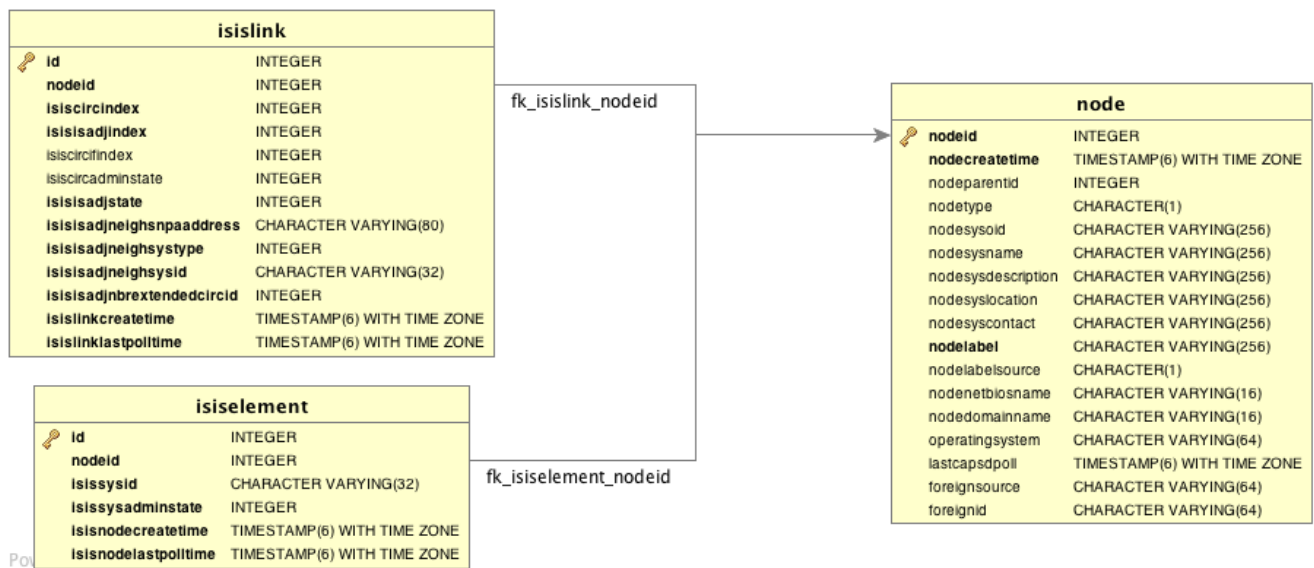 isislink
id INTEGER
nodeid INTEGER
isiscircindex INTEGER
isisisadjindex INTEGER
isiscircifindex INTEGER
isiscircadminstate INTEGER
isisisadjstate INTEGER
isisisadjneighsnpaaddress CHARACTER VARYING(80)
isisisadjneighsystype INTEGER
isisisadjneighsysid CHARACTER VARYING(32)
isisisadjnbrextendedcircid INTEGER
isislinkcreatetime TIMESTAMP(6) WITH TIME ZONE
isislinklastpolltime TIMESTAMP(6) WITH TIME ZONE
fk_isislink_nodeid
isiselement
id INTEGER
nodeid INTEGER
isissysid CHARACTER VARYING(32)
isissysadminstate INTEGER
isisnodecreatetime TIMESTAMP(6) WITH TIME ZONE
isisnodelastpolltime TIMESTAMP(6) WITH TIME ZONE
fk_isiselement_nodeid
node
nodeid INTEGER
nodecreatetime TIMESTAMP(6) WITH TIME ZONE
nodeparentid INTEGER
nodetype CHARACTER(1)
nodesysoid CHARACTER VARYING(256)
nodesysname CHARACTER VARYING(256)
nodesysdescription CHARACTER VARYING(256)
nodesyslocation CHARACTER VARYING(256)
nodesyscontact CHARACTER VARYING(256)
nodelabel CHARACTER VARYING(256)
nodelabelsource CHARACTER(1)
nodenetbiosname CHARACTER VARYING(16)
nodedomainname CHARACTER VARYING(16)
operatingsystem CHARACTER VARYING(64)
lastcapsdpoll TIMESTAMP(6) WITH TIME ZONE
foreignsource CHARACTER VARYING(64)
foreignid CHARACTER VARYING(64)